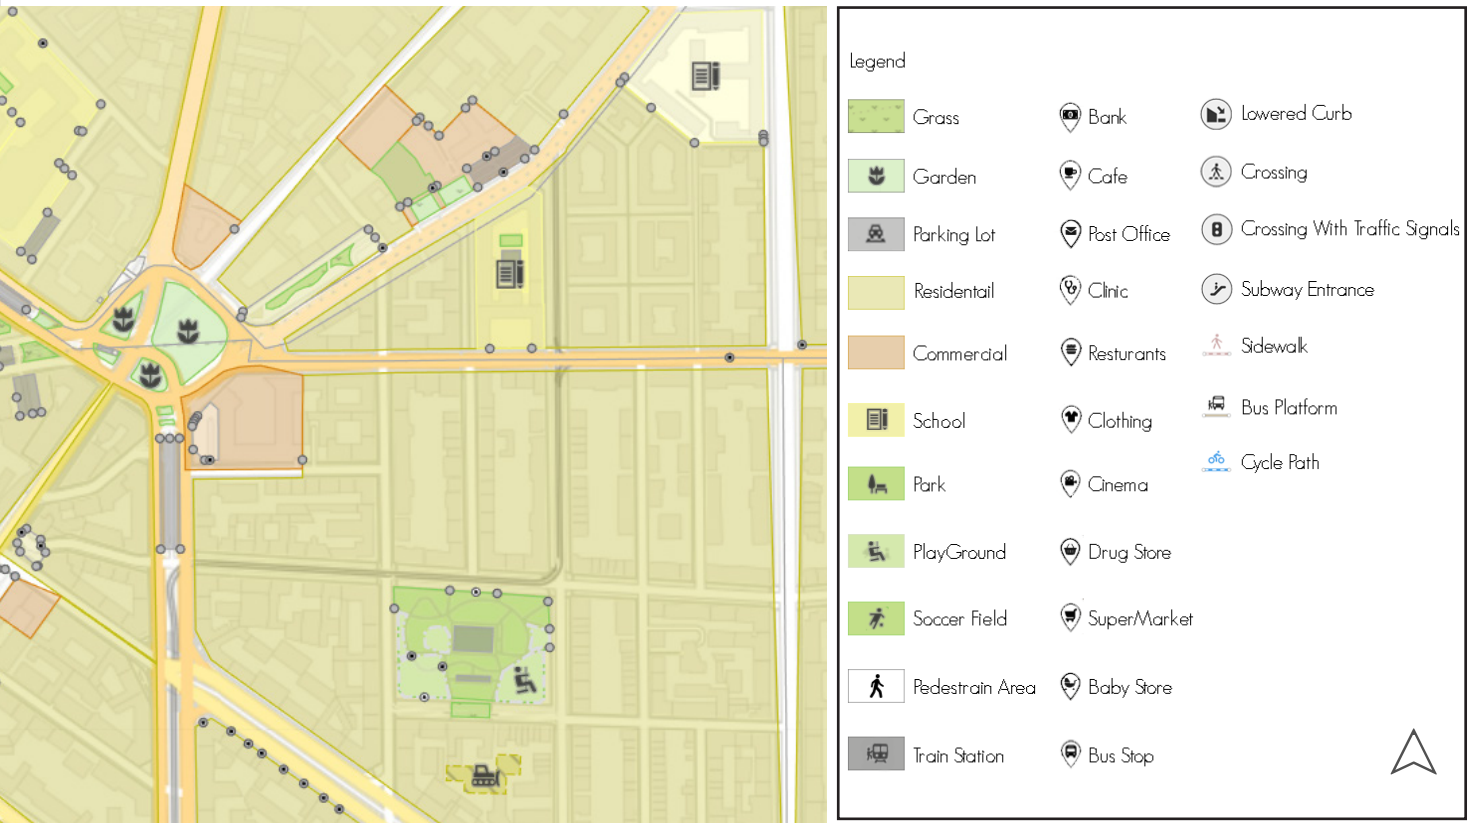 Legend
Grass
Garden
Parking Lot
Residentail
Commercial
School
Park
PlayGround
Soccer Field
Pedestrain Area
Train Station
Bank
Cafe
Post Office
Clinic
Resturants
Clothing
Cinema
Drug Store
SuperMarket
Baby Store
Bus Stop
Lowered Curb
Crossing
Crossing With Traffic Signals
Subway Entrance
Sidewalk
Bus Platform
Cycle Path